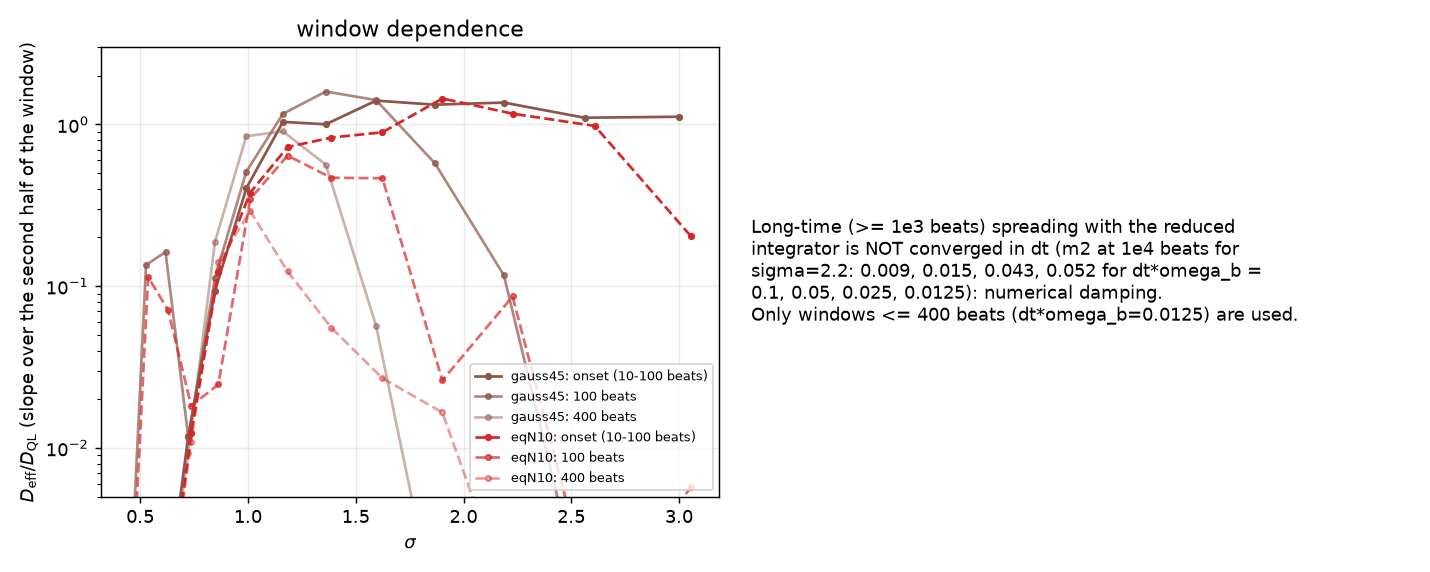 window dependence
D_eff/D_QL (slope over the second half of the window)
10⁰
10⁻¹
10⁻²
gauss45: onset (10-100 beats)
gauss45: 100 beats
gauss45: 400 beats
eqN10: onset (10-100 beats)
eqN10: 100 beats
eqN10: 400 beats
0.5 1.0 1.5 2.0 2.5 3.0
σ
Long-time (>= 1e3 beats) spreading with the reduced
integrator is NOT converged in dt (m2 at 1e4 beats for
sigma=2.2: 0.009, 0.015, 0.043, 0.052 for dt*omega_b =
0.1, 0.05, 0.025, 0.0125): numerical damping.
Only windows <= 400 beats (dt*omega_b=0.0125) are used.